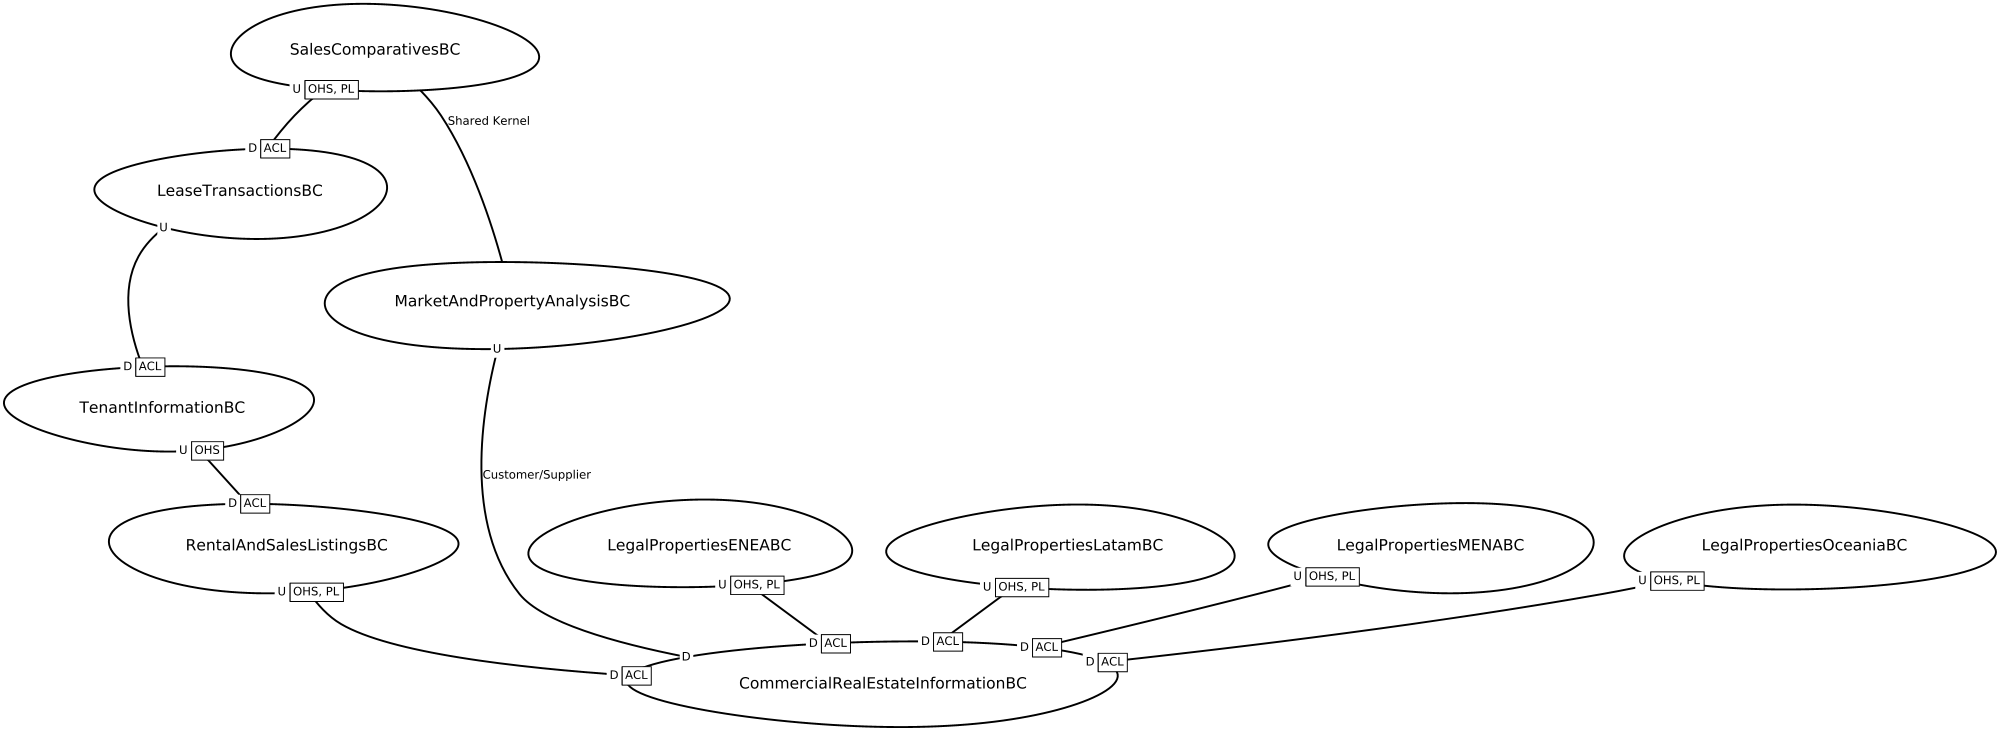 SalesComparativesBC
U OHS, PL
Shared Kernel
D ACL
LeaseTransactionsBC
U
MarketAndPropertyAnalysisBC
U
D ACL
TenantInformationBC
U OHS
Customer/Supplier
D ACL
RentalAndSalesListingsBC
U OHS, PL
LegalPropertiesENEABC
U OHS, PL
LegalPropertiesLatamBC
U OHS, PL
LegalPropertiesMENABC
U OHS, PL
LegalPropertiesOceaniaBC
U OHS, PL
D ACL
D
D ACL
D ACL
D ACL
D ACL
CommercialRealEstateInformationBC